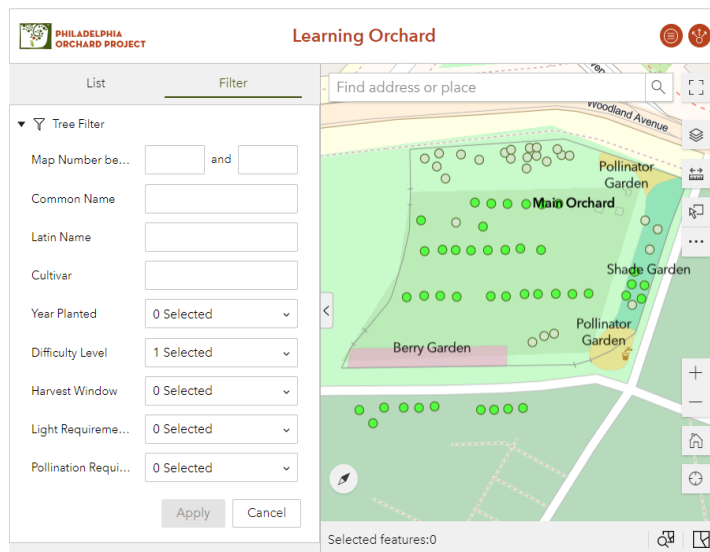 PHILADELPHIA
ORCHARD PROJECT
Learning Orchard
List
Filter
Tree Filter
Map Number be...
and
Common Name
Latin Name
Cultivar
Year Planted
0 Selected
Difficulty Level
1 Selected
Harvest Window
0 Selected
Light Requireme...
0 Selected
Pollination Requi...
0 Selected
Apply
Cancel
Find address or place
Woodland Avenue
Pollinator
Garden
Main Orchard
Shade Garden
Pollinator
Garden
Berry Garden
Selected features:0